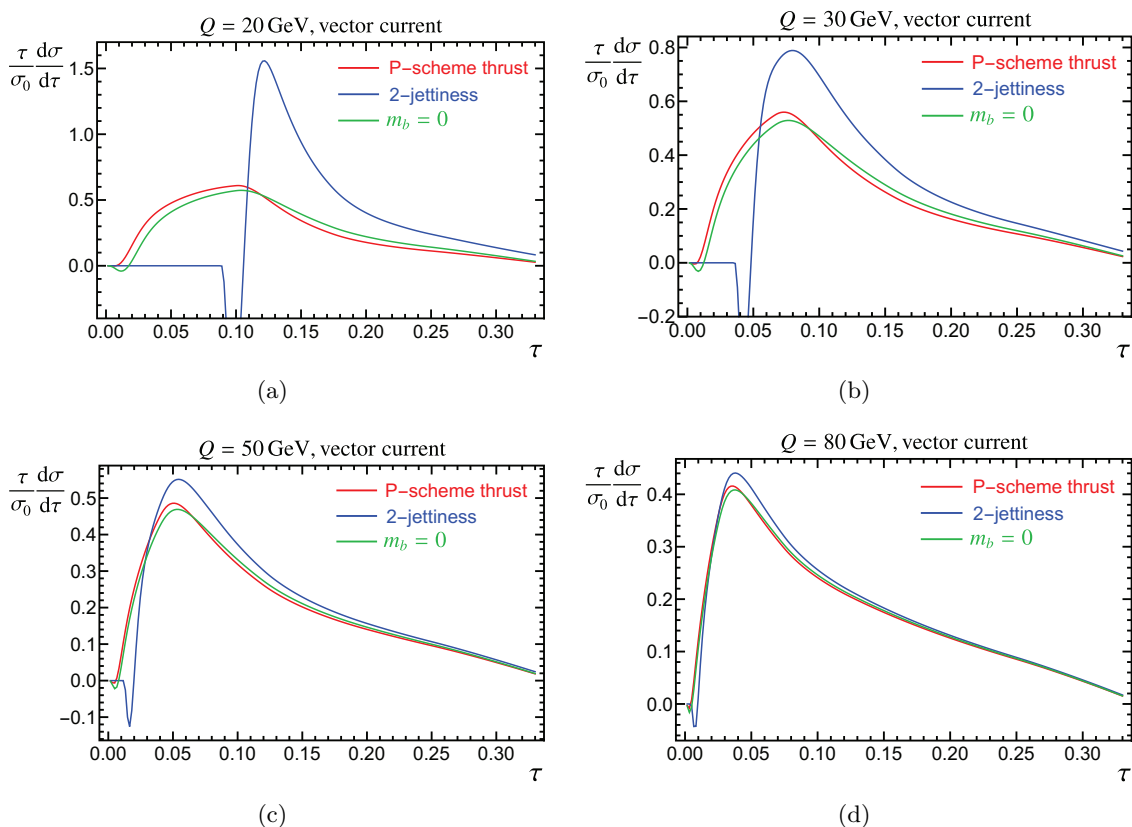 Q = 20 GeV, vector current
τ/σ₀ dσ/dτ
P−scheme thrust
2−jettiness
m_b = 0
1.5
1.0
0.5
0.0
0.00 0.05 0.10 0.15 0.20 0.25 0.30
τ
(a)
Q = 30 GeV, vector current
τ/σ₀ dσ/dτ
P−scheme thrust
2−jettiness
m_b = 0
0.8
0.6
0.4
0.2
0.0
−0.2
0.00 0.05 0.10 0.15 0.20 0.25 0.30
τ
(b)
Q = 50 GeV, vector current
τ/σ₀ dσ/dτ
P−scheme thrust
2−jettiness
m_b = 0
0.5
0.4
0.3
0.2
0.1
0.0
−0.1
0.00 0.05 0.10 0.15 0.20 0.25 0.30
τ
(c)
Q = 80 GeV, vector current
τ/σ₀ dσ/dτ
P−scheme thrust
2−jettiness
m_b = 0
0.4
0.3
0.2
0.1
0.0
0.00 0.05 0.10 0.15 0.20 0.25 0.30
τ
(d)